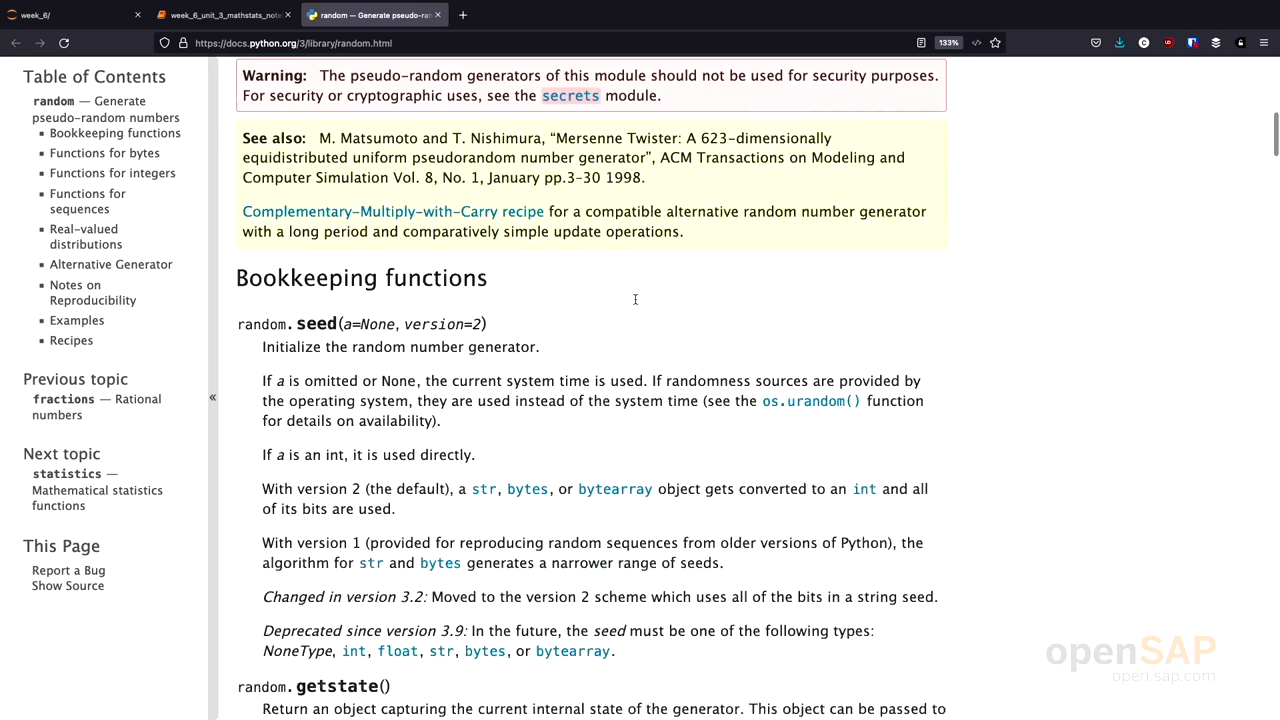 week_6/
week_6_unit_3_mathstats_note
random — Generate pseudo-ran
https://docs.python.org/3/library/random.html
133%
Table of Contents
random — Generate
pseudo-random numbers
Bookkeeping functions
Functions for bytes
Functions for integers
Functions for
sequences
Real-valued
distributions
Alternative Generator
Notes on
Reproducibility
Examples
Recipes
Previous topic
fractions — Rational
numbers
Next topic
statistics —
Mathematical statistics
functions
This Page
Report a Bug
Show Source
«
Warning: The pseudo-random generators of this module should not be used for security purposes.
For security or cryptographic uses, see the secrets module.
See also: M. Matsumoto and T. Nishimura, “Mersenne Twister: A 623-dimensionally
equidistributed uniform pseudorandom number generator”, ACM Transactions on Modeling and
Computer Simulation Vol. 8, No. 1, January pp.3–30 1998.
Complementary-Multiply-with-Carry recipe for a compatible alternative random number generator
with a long period and comparatively simple update operations.
Bookkeeping functions
random.seed(a=None, version=2)
Initialize the random number generator.
If a is omitted or None, the current system time is used. If randomness sources are provided by
the operating system, they are used instead of the system time (see the os.urandom() function
for details on availability).
If a is an int, it is used directly.
With version 2 (the default), a str, bytes, or bytearray object gets converted to an int and all
of its bits are used.
With version 1 (provided for reproducing random sequences from older versions of Python), the
algorithm for str and bytes generates a narrower range of seeds.
Changed in version 3.2: Moved to the version 2 scheme which uses all of the bits in a string seed.
Deprecated since version 3.9: In the future, the seed must be one of the following types:
NoneType, int, float, str, bytes, or bytearray.
random.getstate()
Return an object capturing the current internal state of the generator. This object can be passed to
openSAP
open.sap.com